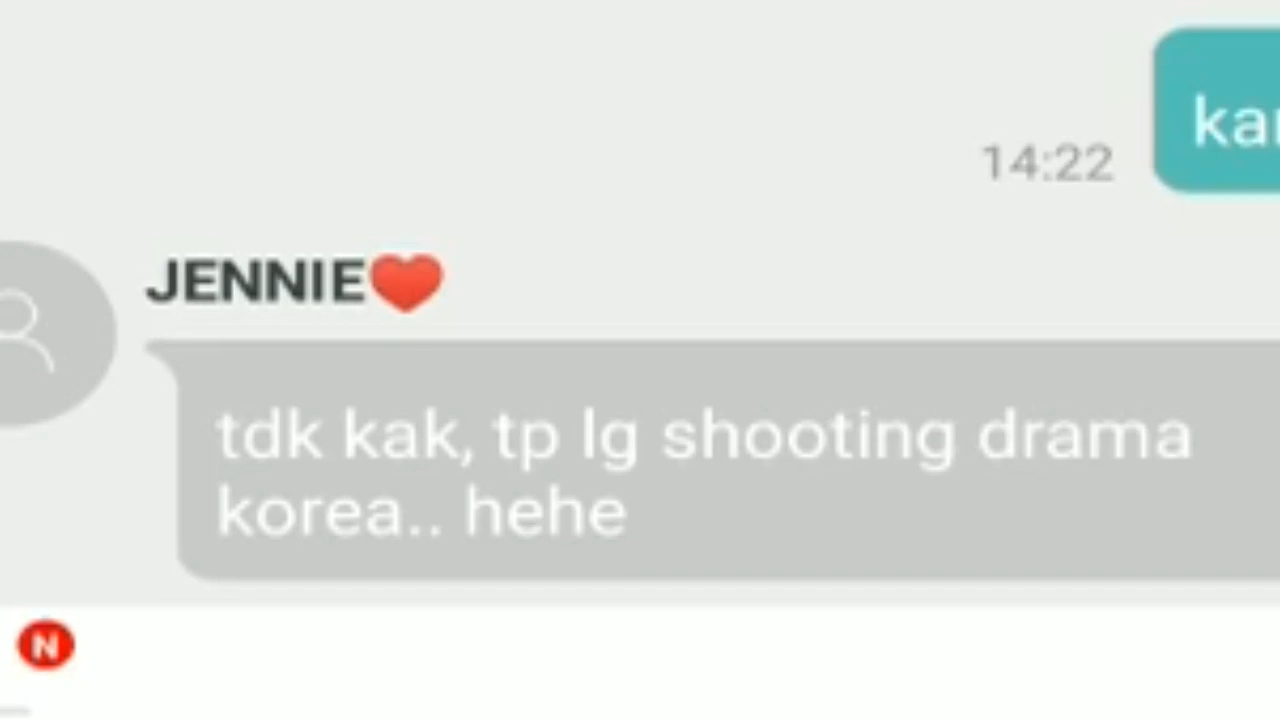 14:22
JENNIE❤️
tdk kak, tp lg shooting drama
korea.. hehe
N